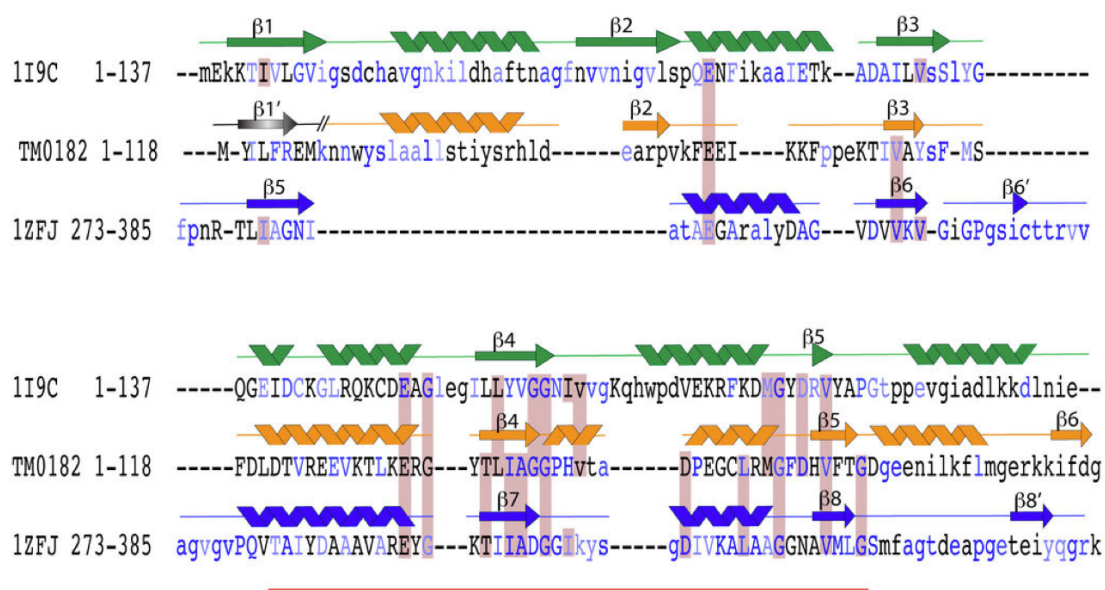 β1 β2 β3
1I9C 1-137 --mEkKTIVLGVigsdchavgnkildhaftnagfnvvnigvlspQENFikaaIETk--ADAILVsSlYG---------
β1’ β2 β3
TM0182 1-118 ---M-YILFREMknnwyslaallstiysrhld------earpvkFEEI----KKFppeKTIVAYsF-MS---------
β5 β6 β6’
1ZFJ 273-385 fpnR-TLIAGNI------------------------------atAEGAralyDAG---VDVVKV-GiGPgsicttrvv
β4 β5
1I9C 1-137 -----QGEIDCKGLRQKCDEAGlegILLYVGGNIvvgKqhwpdVEKRFKDMGYDRVYAPGtppevgiadlkkdlnie--
β4 β5 β6
TM0182 1-118 -----FDLDTVREEVKTLKERG---YTLIAGGPHvta------DPEGCLRMGFDHVFTGDgeenilkflmgerkkifdg
β7 β8 β8’
1ZFJ 273-385 agvgvPQVTAIYDAAAVAREYG---KTIIADGGIkys-----gDIVKALAAGGNAVMLGSmfagtdeapgeteiyqgrk